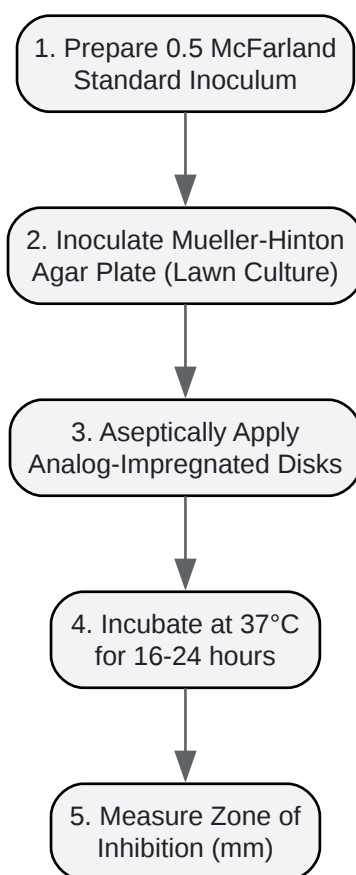 1. Prepare 0.5 McFarland
Standard Inoculum
2. Inoculate Mueller-Hinton
Agar Plate (Lawn Culture)
3. Aseptically Apply
Analog-Impregnated Disks
4. Incubate at 37°C
for 16-24 hours
5. Measure Zone of
Inhibition (mm)